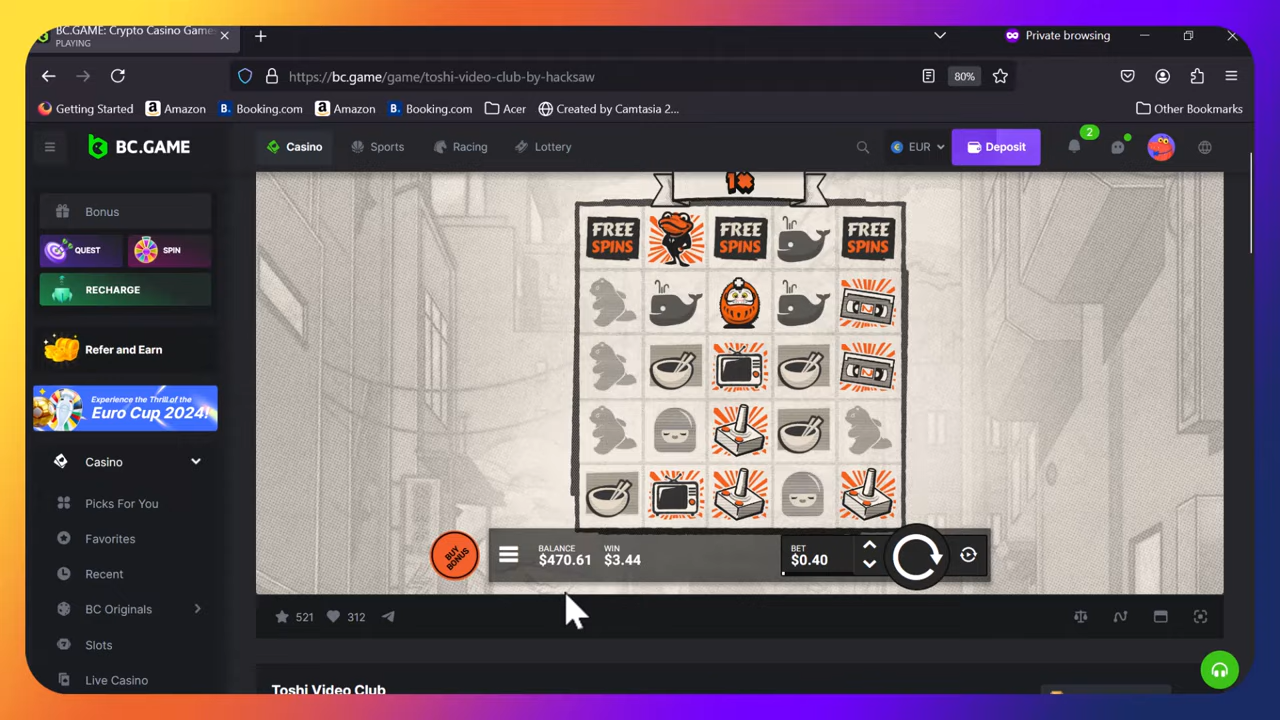 BC.GAME: Crypto Casino Game
PLAYING
Private browsing
https://bc.game/game/toshi-video-club-by-hacksaw
80%
Getting Started
Amazon
Booking.com
Amazon
Booking.com
Acer
Created by Camtasia 2...
Other Bookmarks
BC.GAME
Casino
Sports
Racing
Lottery
EUR
Deposit
2
Bonus
QUEST
SPIN
RECHARGE
Refer and Earn
Experience the Thrill of the
Euro Cup 2024!
Casino
Picks For You
Favorites
Recent
BC Originals
Slots
Live Casino
1x
FREE
SPINS
FREE
SPINS
FREE
SPINS
BUY
BONUS
BALANCE
$470.61
WIN
$3.44
BET
$0.40
521
312
Toshi Video Club